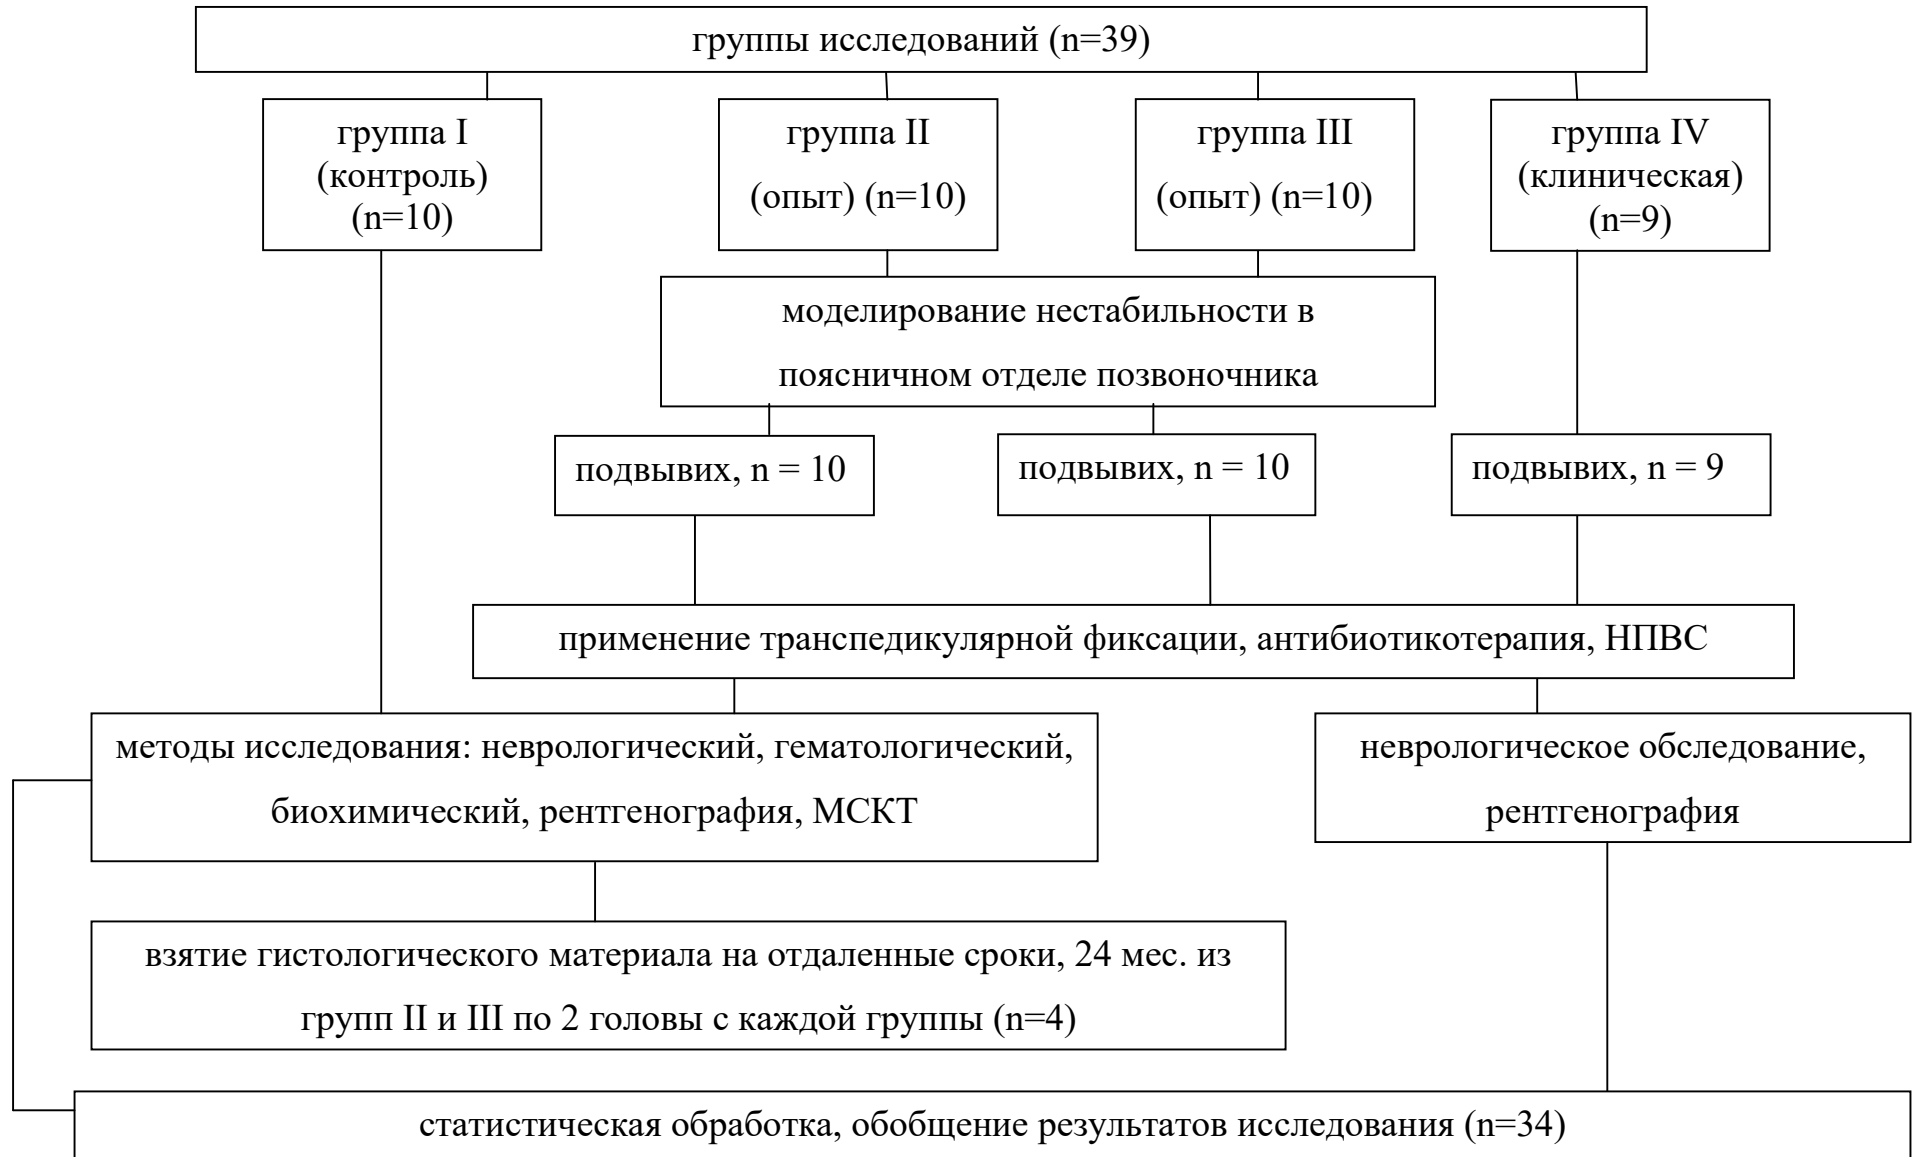 группы исследований (n=39)
группа I
(контроль)
(n=10)
группа II
(опыт) (n=10)
группа III
(опыт) (n=10)
группа IV
(клиническая)
(n=9)
моделирование нестабильности в
поясничном отделе позвоночника
подвывих, n = 10
подвывих, n = 10
подвывих, n = 9
применение транспедикулярной фиксации, антибиотикотерапия, НПВС
методы исследования: неврологический, гематологический,
биохимический, рентгенография, МСКТ
неврологическое обследование,
рентгенография
взятие гистологического материала на отдаленные сроки, 24 мес. из
групп II и III по 2 головы с каждой группы (n=4)
статистическая обработка, обобщение результатов исследования (n=34)